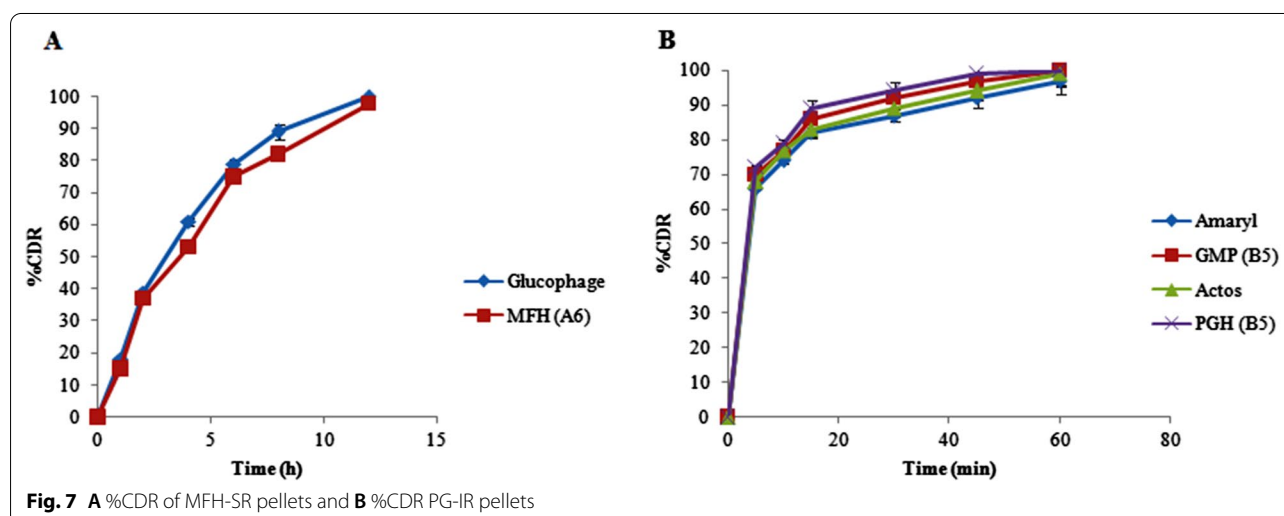 A
%CDR
100
90
80
70
60
50
40
30
20
10
0
0 5 10 15
Time (h)
Glucophage
MFH (A6)
B
%CDR
100
90
80
70
60
50
40
30
20
10
0
0 20 40 60 80
Time (min)
Amaryl
GMP (B5)
Actos
PGH (B5)
Fig. 7 A %CDR of MFH-SR pellets and B %CDR PG-IR pellets